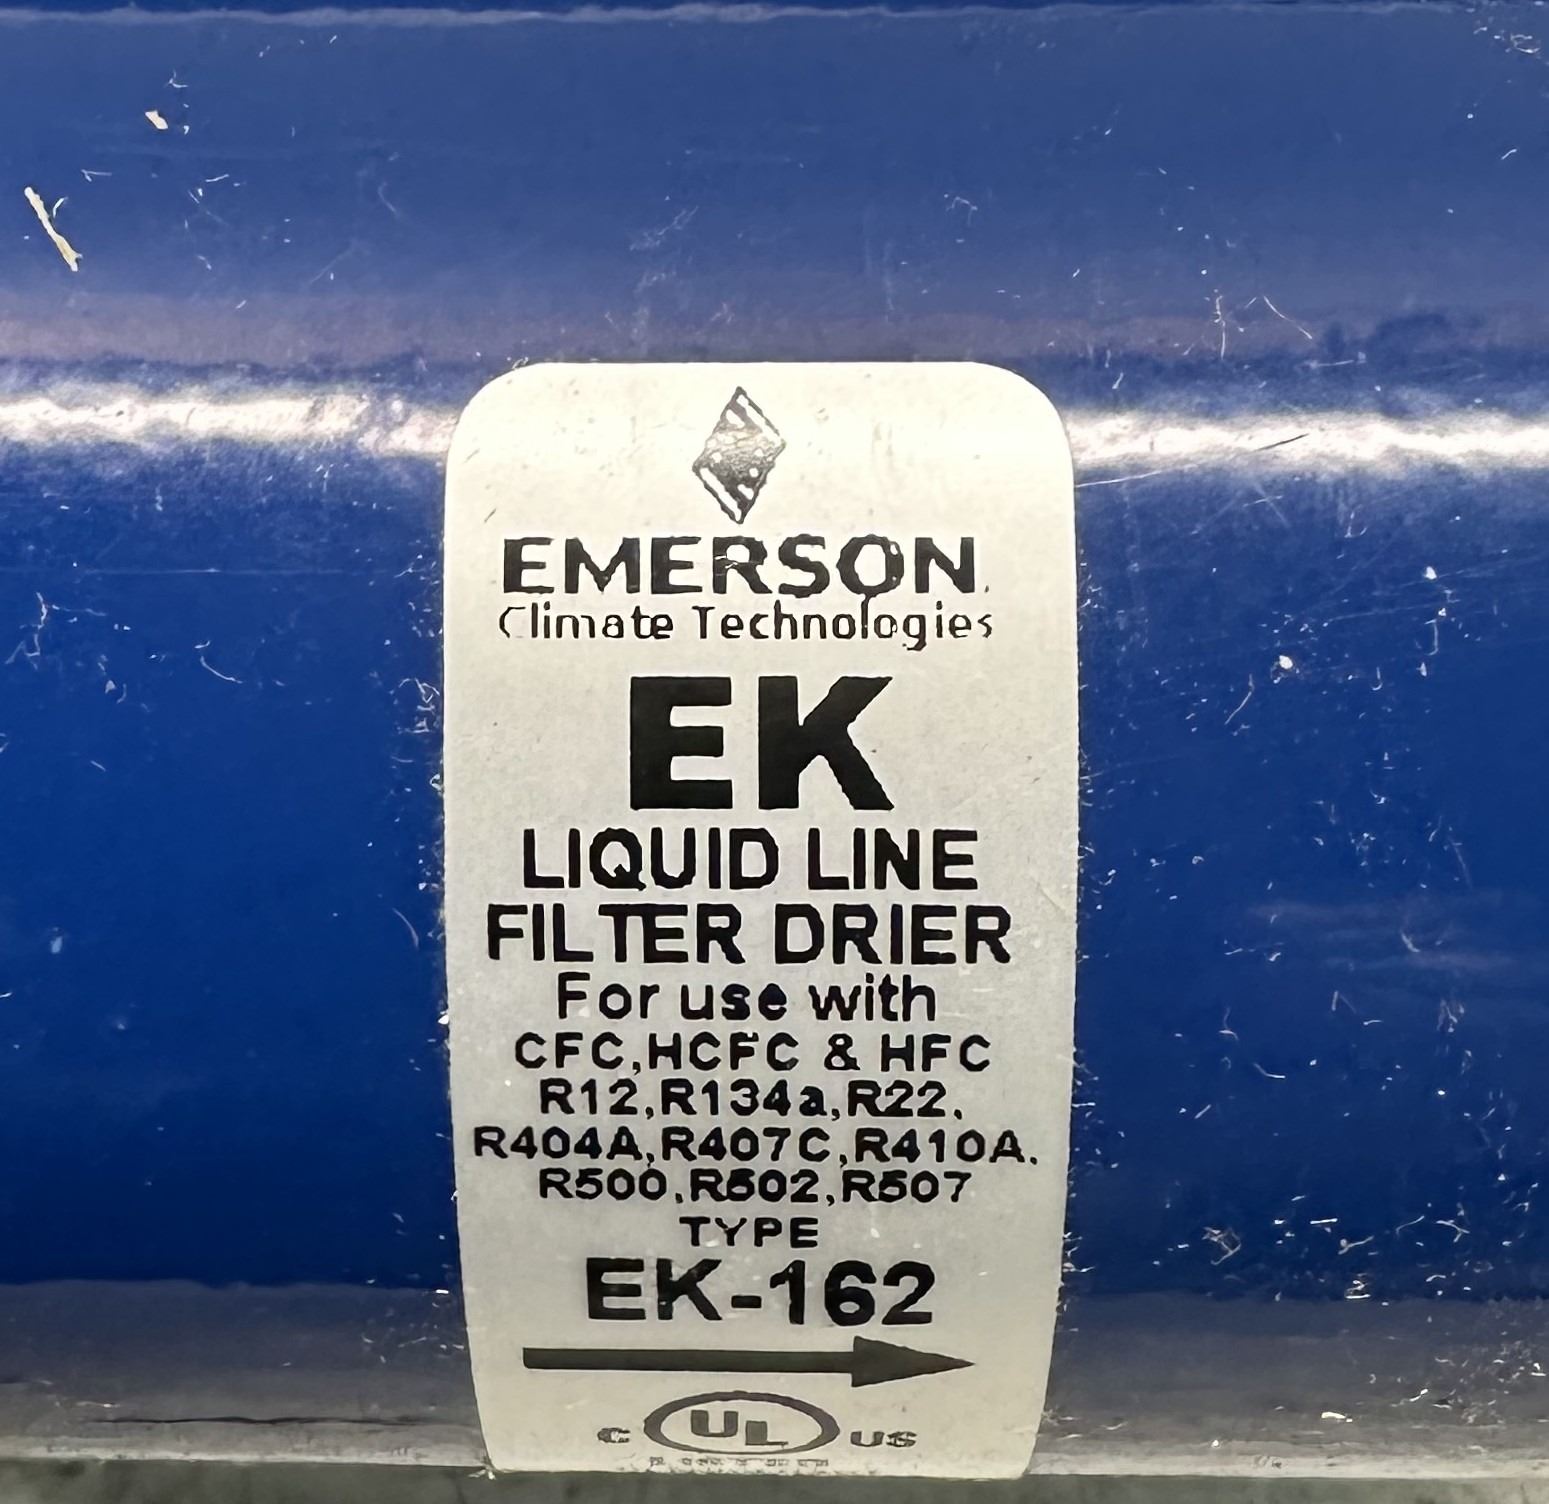 EMERSON.
Climate Technologies
EK
LIQUID LINE
FILTER DRIER
For use with
CFC,HCFC & HFC
R12,R134a,R22,
R404A,R407C,R410A,
R500,R502,R507
TYPE
EK-162
C UL US